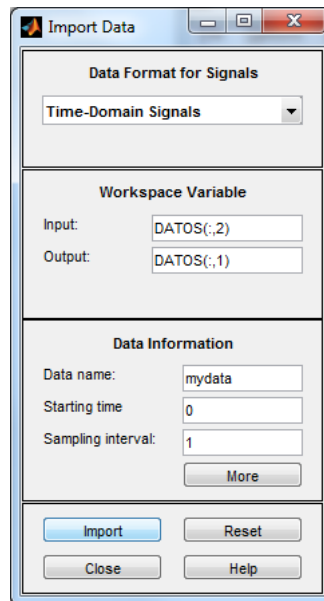 Import Data
Data Format for Signals
Time-Domain Signals
Workspace Variable
Input: DATOS(:,2)
Output: DATOS(:,1)
Data Information
Data name: mydata
Starting time 0
Sampling interval: 1
More
Import Reset
Close Help